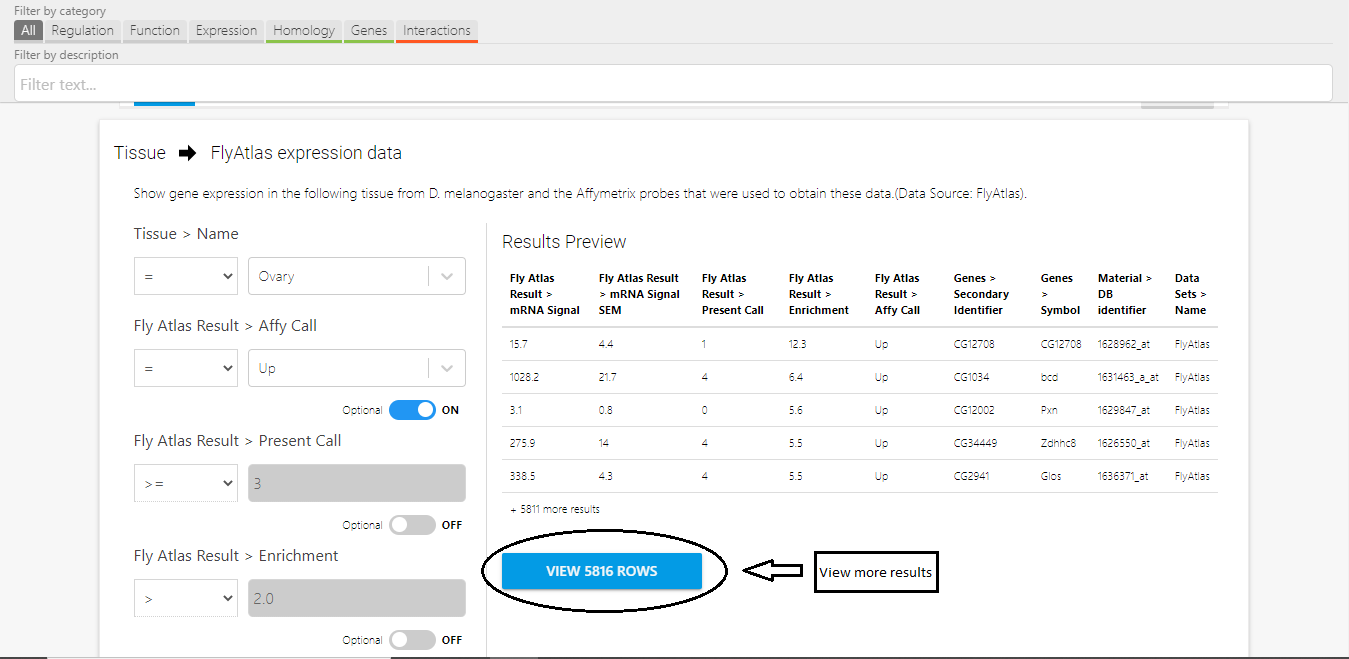 Filter by category
All Regulation Function Expression Homology Genes Interactions
Filter by description
Filter text...
Tissue ➡ FlyAtlas expression data
Show gene expression in the following tissue from D. melanogaster and the Affymetrix probes that were used to obtain these data.(Data Source: FlyAtlas).
Tissue > Name
= Ovary
Fly Atlas Result > Affy Call
= Up
Optional ON
Fly Atlas Result > Present Call
>= 3
Optional OFF
Fly Atlas Result > Enrichment
> 2.0
Optional OFF
Results Preview
Fly Atlas Result > mRNA Signal Fly Atlas Result > mRNA Signal SEM Fly Atlas Result > Present Call Fly Atlas Result > Enrichment Fly Atlas Result > Affy Call Genes > Secondary Identifier Genes > Symbol Material > DB identifier Data Sets > Name
15.7 4.4 1 12.3 Up CG12708 CG12708 1628962_at FlyAtlas
1028.2 21.7 4 6.4 Up CG1034 bcd 1631463_a_at FlyAtlas
3.1 0.8 0 5.6 Up CG12002 Pxn 1629847_at FlyAtlas
275.9 14 4 5.5 Up CG34449 Zdhhc8 1626550_at FlyAtlas
338.5 4.3 4 5.5 Up CG2941 Glos 1636371_at FlyAtlas
+ 5811 more results
VIEW 5816 ROWS
View more results